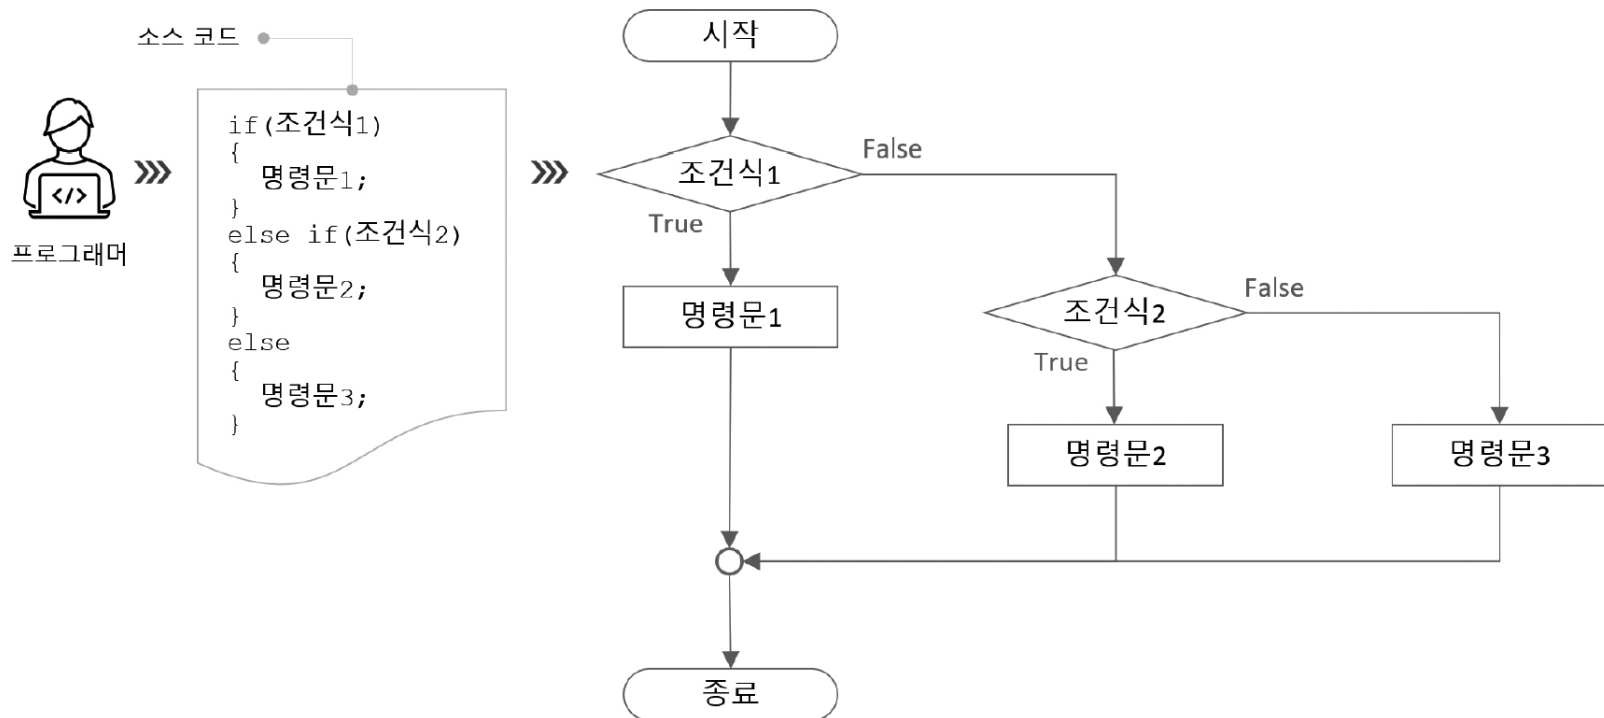 소스 코드
프로그래머
</>
if(조건식1)
{
명령문1;
}
else if(조건식2)
{
명령문2;
}
else
{
명령문3;
}
시작
조건식1
False
True
명령문1
조건식2
False
True
명령문2
명령문3
종료